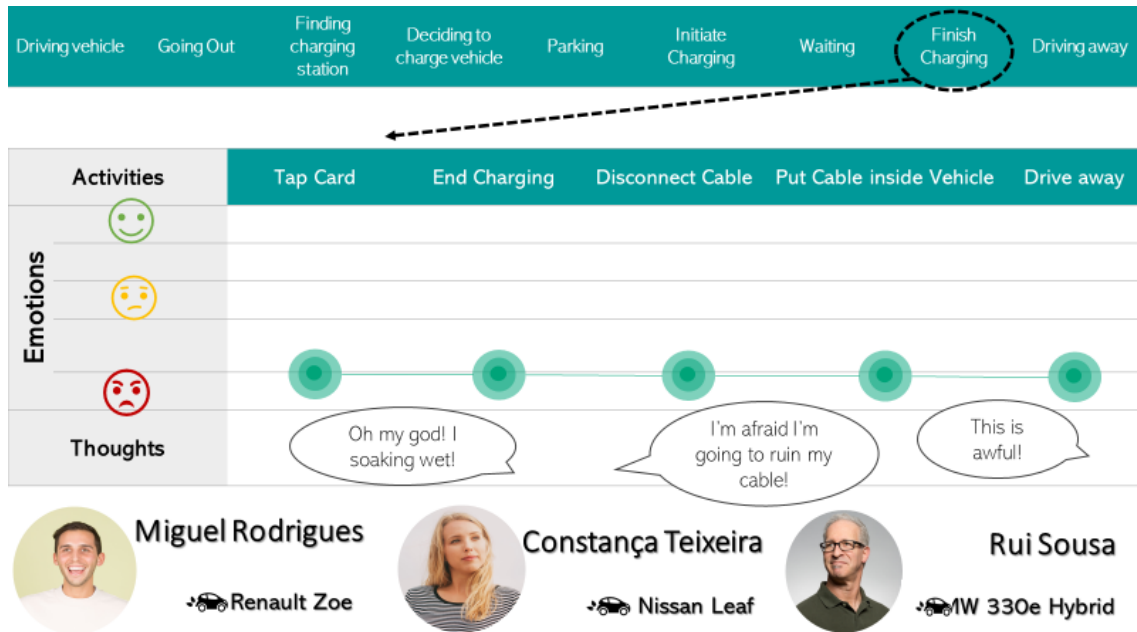 Driving vehicle
Going Out
Finding
charging
station
Deciding to
charge vehicle
Parking
Initiate
Charging
Waiting
Finish
Charging
Driving away
Activities
Tap Card
End Charging
Disconnect Cable
Put Cable inside Vehicle
Drive away
Emotions
Thoughts
Oh my god! I
soaking wet!
I'm afraid I'm
going to ruin my
cable!
This is
awful!
Miguel Rodrigues
Renault Zoe
Constança Teixeira
Nissan Leaf
Rui Sousa
330e Hybrid